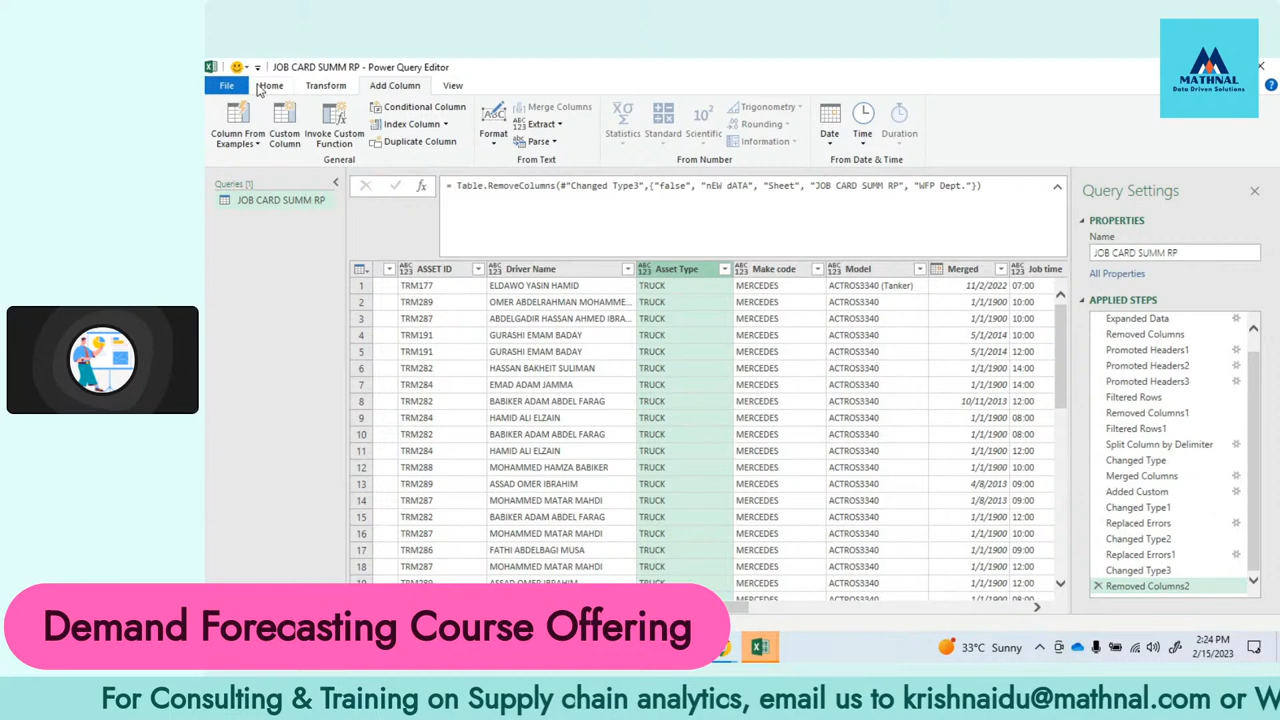 JOB CARD SUMM RP - Power Query Editor
MATHNAL
Data Driven Solutions
File Home Transform Add Column View
Column From Examples Custom Column Invoke Custom Function
Conditional Column
Index Column
Duplicate Column
General
Format
Merge Columns
Extract
Parse
From Text
Statistics Standard Scientific
Trigonometry
Rounding
Information
From Number
Date Time Duration
From Date & Time
Queries [1]
JOB CARD SUMM RP
= Table.RemoveColumns(#"Changed Type3",{"false", "nEW dATA", "Sheet", "JOB CARD SUMM RP", "WFP Dept."})
ASSET ID Driver Name Asset Type Make code Model Merged Job time
1 TRM177 ELDAWO YASIN HAMID TRUCK MERCEDES ACTROS3340 (Tanker) 11/2/2022 07:00
2 TRM289 OMER ABDELRAHMAN MOHAMME... TRUCK MERCEDES ACTROS3340 1/1/1900 10:00
3 TRM287 ABDELGADIR HASSAN AHMED IBRA... TRUCK MERCEDES ACTROS3340 1/1/1900 10:00
4 TRM191 GURASHI EMAM BADAY TRUCK MERCEDES ACTROS3340 5/1/2014 08:00
5 TRM191 GURASHI EMAM BADAY TRUCK MERCEDES ACTROS3340 5/1/2014 12:00
6 TRM282 HASSAN BAKHEIT SULIMAN TRUCK MERCEDES ACTROS3340 1/1/1900 14:00
7 TRM284 EMAD ADAM JAMMA TRUCK MERCEDES ACTROS3340 1/1/1900 14:00
8 TRM282 BABIKER ADAM ABDEL FARAG TRUCK MERCEDES ACTROS3340 10/11/2013 12:00
9 TRM284 HAMID ALI ELZAIN TRUCK MERCEDES ACTROS3340 1/1/1900 08:00
10 TRM282 BABIKER ADAM ABDEL FARAG TRUCK MERCEDES ACTROS3340 1/1/1900 08:00
11 TRM284 HAMID ALI ELZAIN TRUCK MERCEDES ACTROS3340 1/1/1900 12:00
12 TRM288 MOHAMMED HAMZA BABIKER TRUCK MERCEDES ACTROS3340 1/1/1900 10:00
13 TRM283 ASSAD OMER IBRAHIM TRUCK MERCEDES ACTROS3340 4/8/2013 09:00
14 TRM287 MOHAMMED MATAR MAHDI TRUCK MERCEDES ACTROS3340 1/8/2013 09:00
15 TRM282 BABIKER ADAM ABDEL FARAG TRUCK MERCEDES ACTROS3340 1/1/1900 12:00
16 TRM287 MOHAMMED MATAR MAHDI TRUCK MERCEDES ACTROS3340 1/1/1900 10:00
17 TRM286 FATHI ABDELBAGI MUSA TRUCK MERCEDES ACTROS3340 1/1/1900 09:00
18 TRM287 MOHAMMED MATAR MAHDI TRUCK MERCEDES ACTROS3340 1/1/1900 12:00
MERCEDES ACTROS3340 1/1/1900 12:00
Query Settings
PROPERTIES
Name
JOB CARD SUMM RP
All Properties
APPLIED STEPS
Expanded Data
Removed Columns
Promoted Headers1
Promoted Headers2
Promoted Headers3
Filtered Rows
Removed Columns1
Filtered Rows1
Split Column by Delimiter
Changed Type
Merged Columns
Added Custom
Changed Type1
Replaced Errors
Changed Type2
Replaced Errors1
Changed Type3
Removed Columns2
Demand Forecasting Course Offering
33°C Sunny
2:24 PM
2/15/2023
For Consulting & Training on Supply chain analytics, email us to krishnaidu@mathnal.com or W